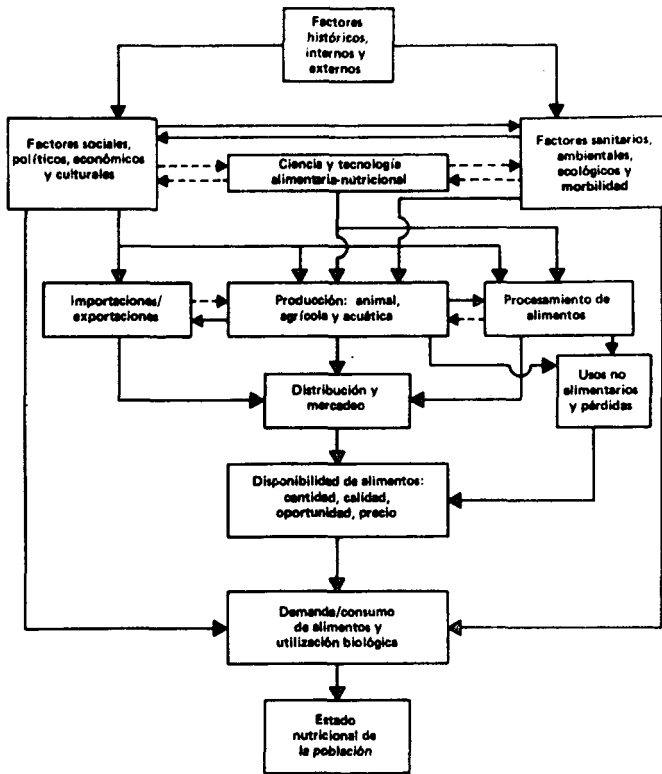 Factores
históricos,
internos y
externos
Factores sociales,
políticos, económicos
y culturales
Ciencia y tecnología
alimentaria-nutricional
Factores sanitarios,
ambientales,
ecológicos y
morbilidad
Importaciones/
exportaciones
Producción: animal,
agrícola y acuática
Procesamiento de
alimentos
Distribución y
mercadeo
Usos no
alimentarios
y pérdidas
Disponibilidad de alimentos:
cantidad, calidad,
oportunidad, precio
Demanda/consumo
de alimentos y
utilización biológica
Estado
nutricional de
la población